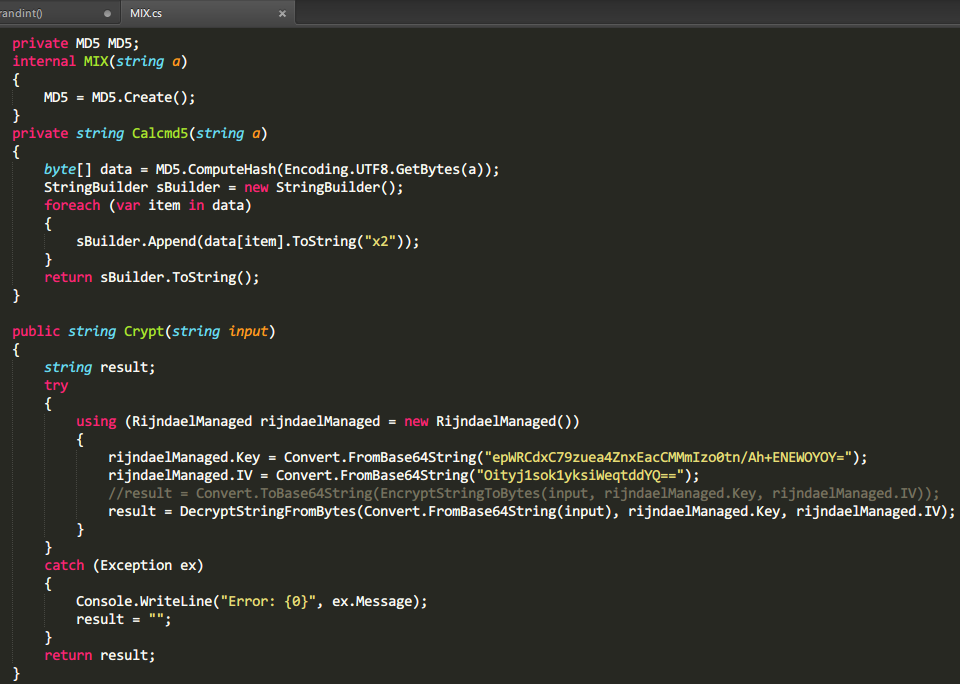 randint()
MIX.cs
private MD5 MD5;
internal MIX(string a)
{
    MD5 = MD5.Create();
}
private string Calcmd5(string a)
{
    byte[] data = MD5.ComputeHash(Encoding.UTF8.GetBytes(a));
    StringBuilder sBuilder = new StringBuilder();
    foreach (var item in data)
    {
        sBuilder.Append(data[item].ToString("x2"));
    }
    return sBuilder.ToString();
}
public string Crypt(string input)
{
    string result;
    try
    {
        using (RijndaelManaged rijndaelManaged = new RijndaelManaged())
        {
            rijndaelManaged.Key = Convert.FromBase64String("epWRCdxC79zuea4ZnxEacCMMmIzo0tn/Ah+ENEWOYOY=");
            rijndaelManaged.IV = Convert.FromBase64String("Oityj1sok1yksiWeqtddYQ==");
            //result = Convert.ToBase64String(EncryptStringToBytes(input, rijndaelManaged.Key, rijndaelManaged.IV));
            result = DecryptStringFromBytes(Convert.FromBase64String(input), rijndaelManaged.Key, rijndaelManaged.IV);
        }
    }
    catch (Exception ex)
    {
        Console.WriteLine("Error: {0}", ex.Message);
        result = "";
    }
    return result;
}